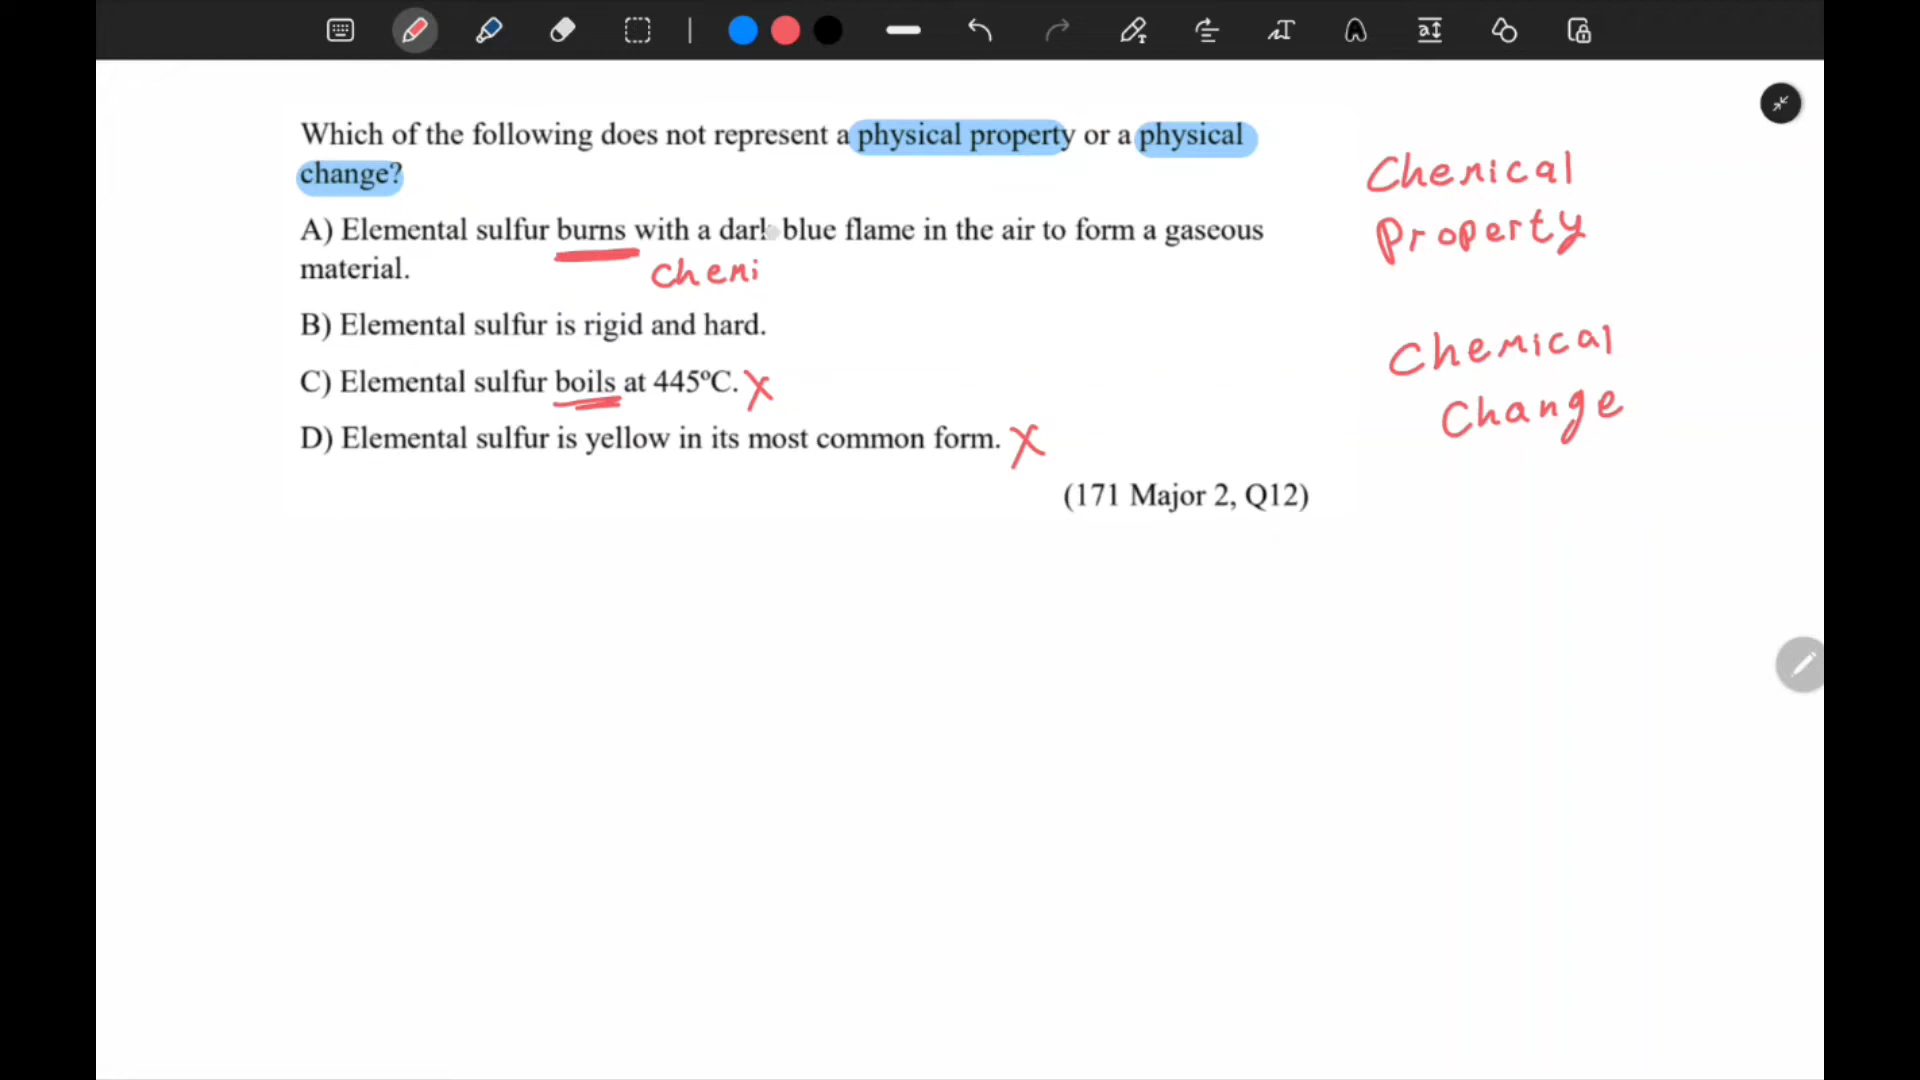 Which of the following does not represent a physical property or a physical
change?
A) Elemental sulfur burns with a dark blue flame in the air to form a gaseous
material.
Chemi
B) Elemental sulfur is rigid and hard.
C) Elemental sulfur boils at 445ºC. X
D) Elemental sulfur is yellow in its most common form. X
(171 Major 2, Q12)
Chemical
Property
Chemical
Change